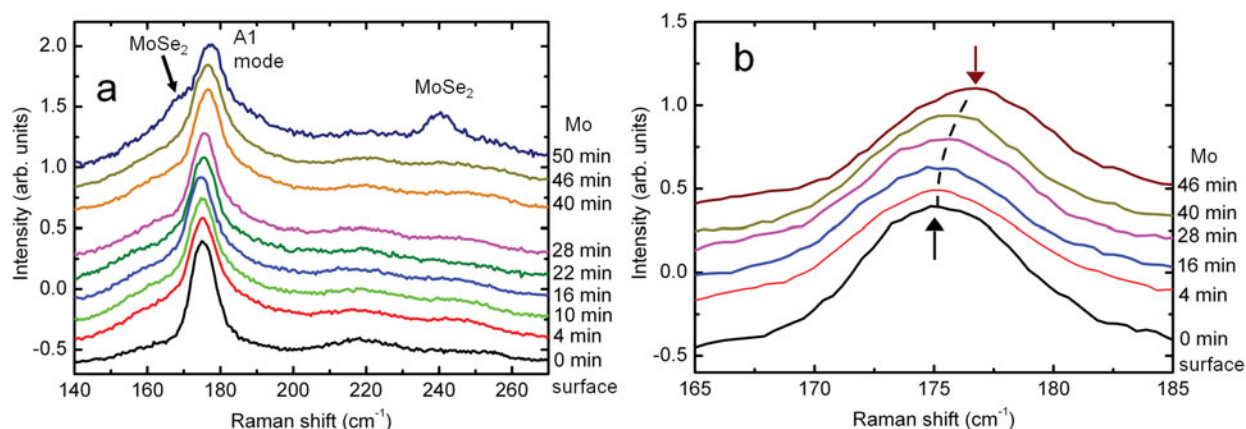 a
MoSe2
A1
mode
MoSe2
2.0
1.5
1.0
0.5
0.0
-0.5
Intensity (arb. units)
140 160 180 200 220 240 260
Raman shift (cm-1)
Mo
50 min
46 min
40 min
28 min
22 min
16 min
10 min
4 min
0 min
surface
b
1.5
1.0
0.5
0.0
-0.5
Intensity (arb. units)
165 170 175 180 185
Raman shift (cm-1)
Mo
46 min
40 min
28 min
16 min
4 min
0 min
surface